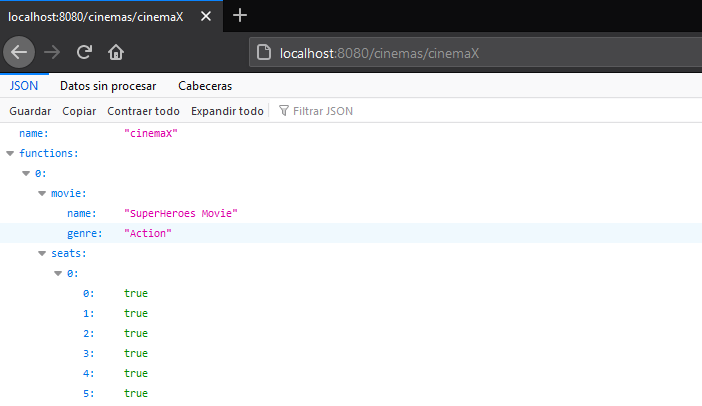 localhost:8080/cinemas/cinemaX
localhost:8080/cinemas/cinemaX
JSON Datos sin procesar Cabeceras
Guardar Copiar Contraer todo Expandir todo Filtrar JSON
name: "cinemaX"
functions:
0:
movie:
name: "SuperHeroes Movie"
genre: "Action"
seats:
0:
0: true
1: true
2: true
3: true
4: true
5: true